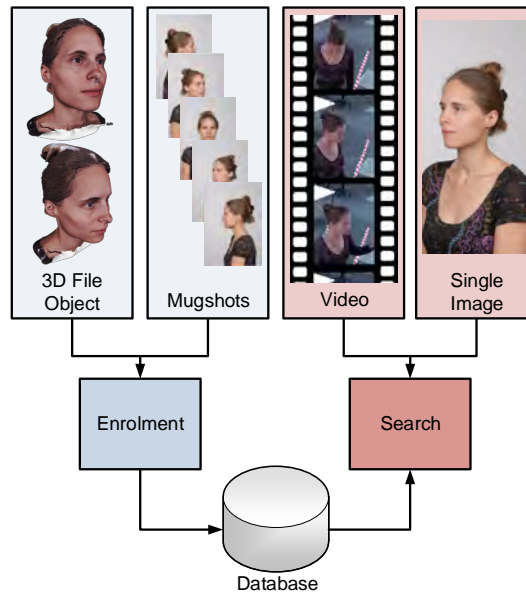 3D File
Object
Mugshots
Video
Single
Image
Enrolment
Search
Database